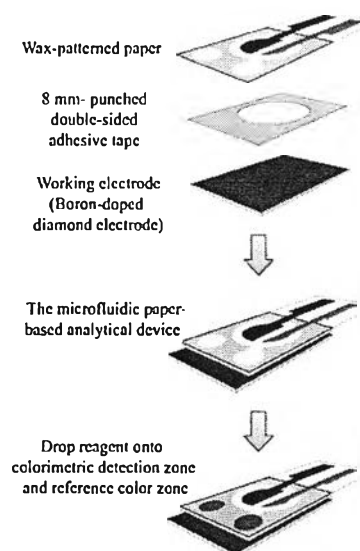 Wax-patterned paper
8 mm- punched
double-sided
adhesive tape
Working electrode
(Boron-doped
diamond electrode)
The microfluidic paper-
based analytical device
Drop reagent onto
colorimetric detection zone
and reference color zone